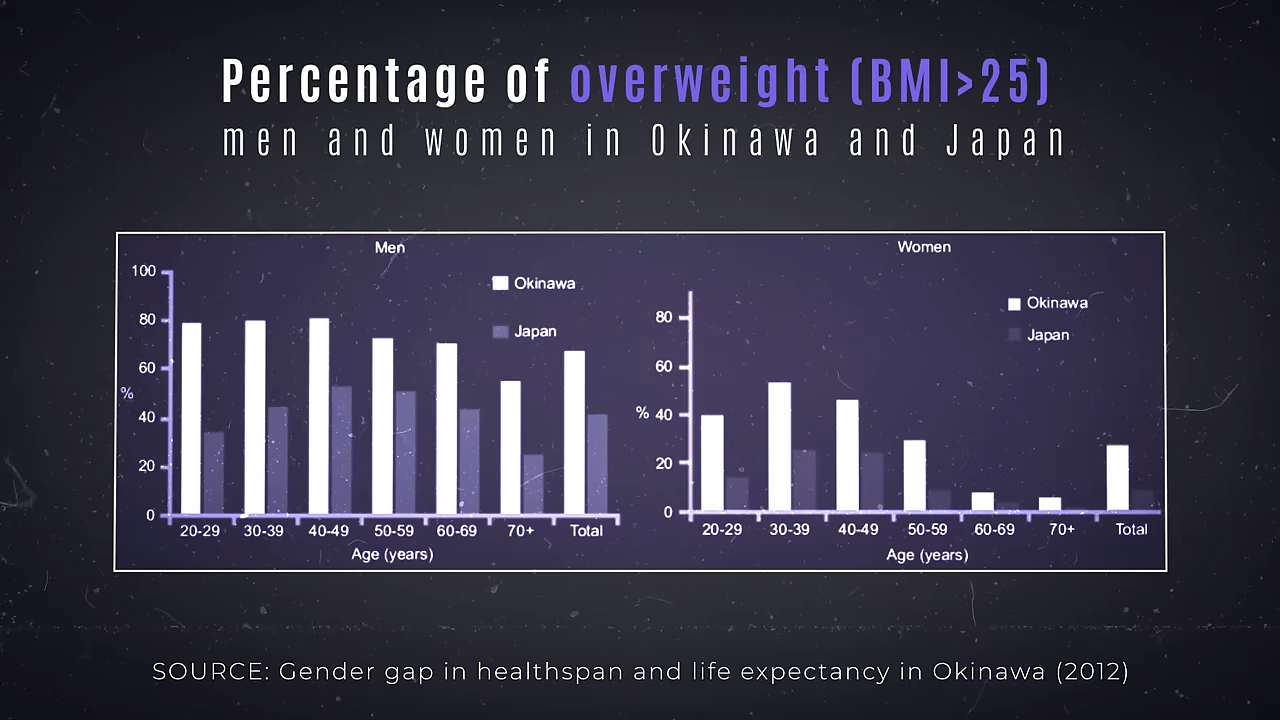 Percentage of overweight (BMI>25)
men and women in Okinawa and Japan
Men
100
80
60
%
40
20
0
Okinawa
Japan
20-29 30-39 40-49 50-59 60-69 70+ Total
Age (years)
Women
80
60
% 40
20
0
Okinawa
Japan
20-29 30-39 40-49 50-59 60-69 70+ Total
Age (years)
SOURCE: Gender gap in healthspan and life expectancy in Okinawa (2012)